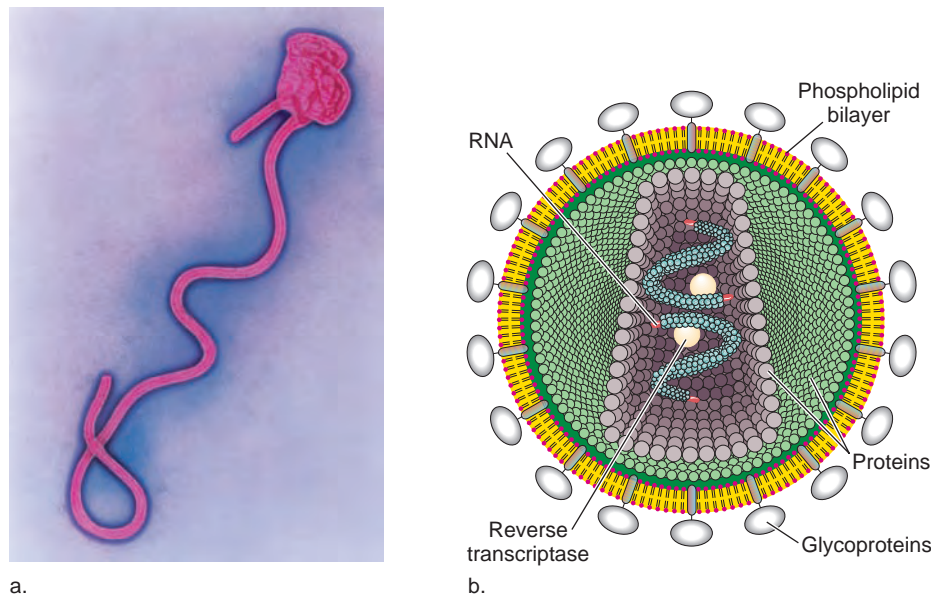 Phospholipid
bilayer
RNA
Proteins
Reverse
transcriptase
Glycoproteins
a.
b.